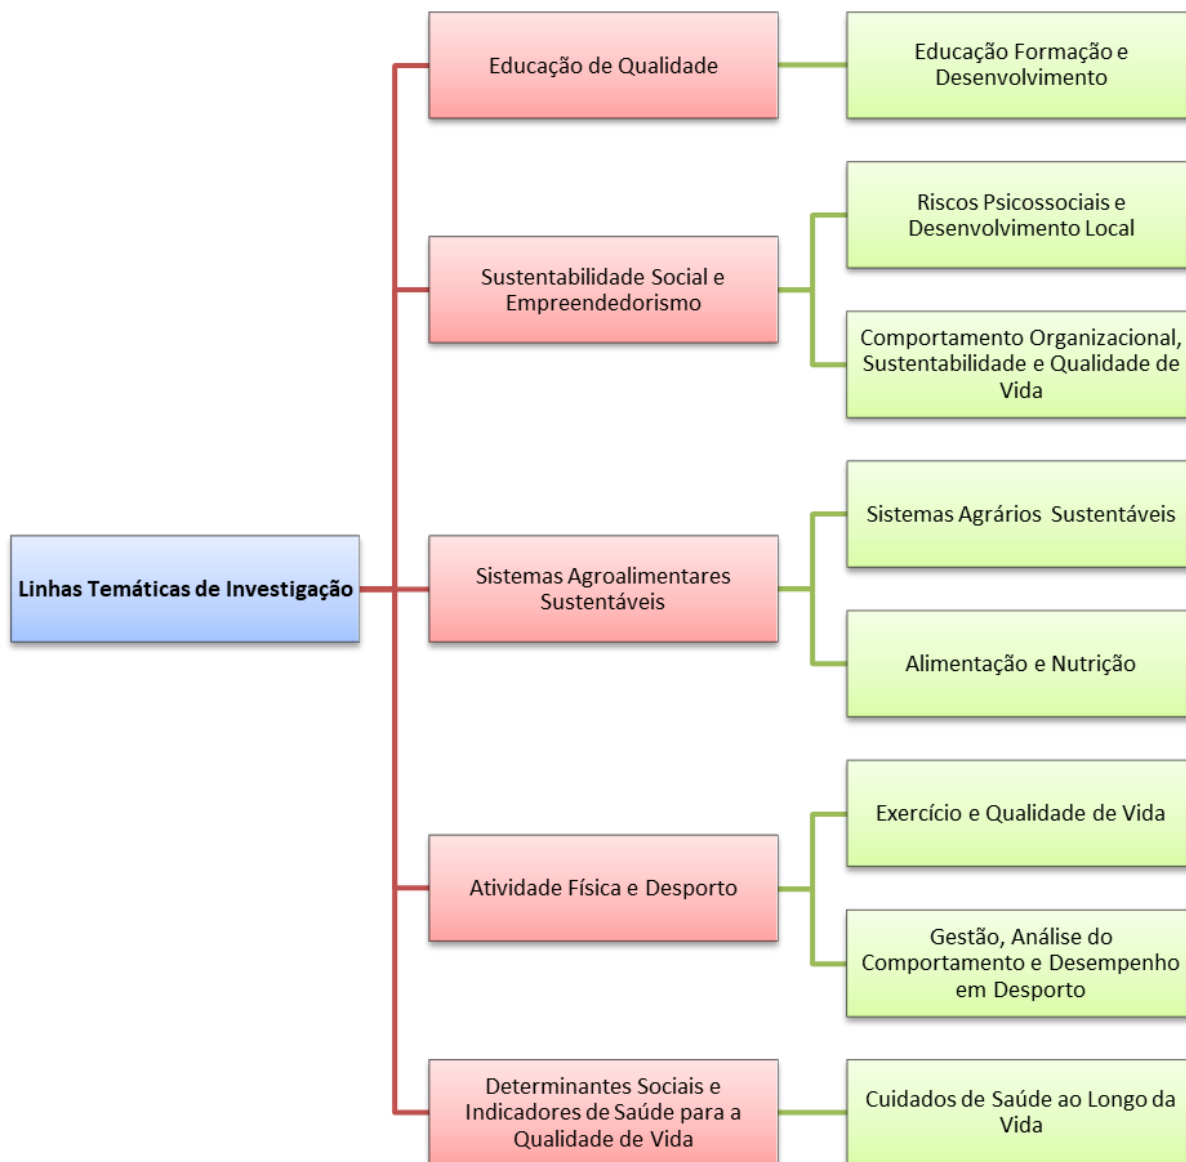 Linhas Temáticas de Investigação
Educação de Qualidade
Educação Formação e
Desenvolvimento
Sustentabilidade Social e
Empreendedorismo
Riscos Psicossociais e
Desenvolvimento Local
Comportamento Organizacional,
Sustentabilidade e Qualidade de
Vida
Sistemas Agroalimentares
Sustentáveis
Sistemas Agrários Sustentáveis
Alimentação e Nutrição
Atividade Física e Desporto
Exercício e Qualidade de Vida
Gestão, Análise do
Comportamento e Desempenho
em Desporto
Determinantes Sociais e
Indicadores de Saúde para a
Qualidade de Vida
Cuidados de Saúde ao Longo da
Vida